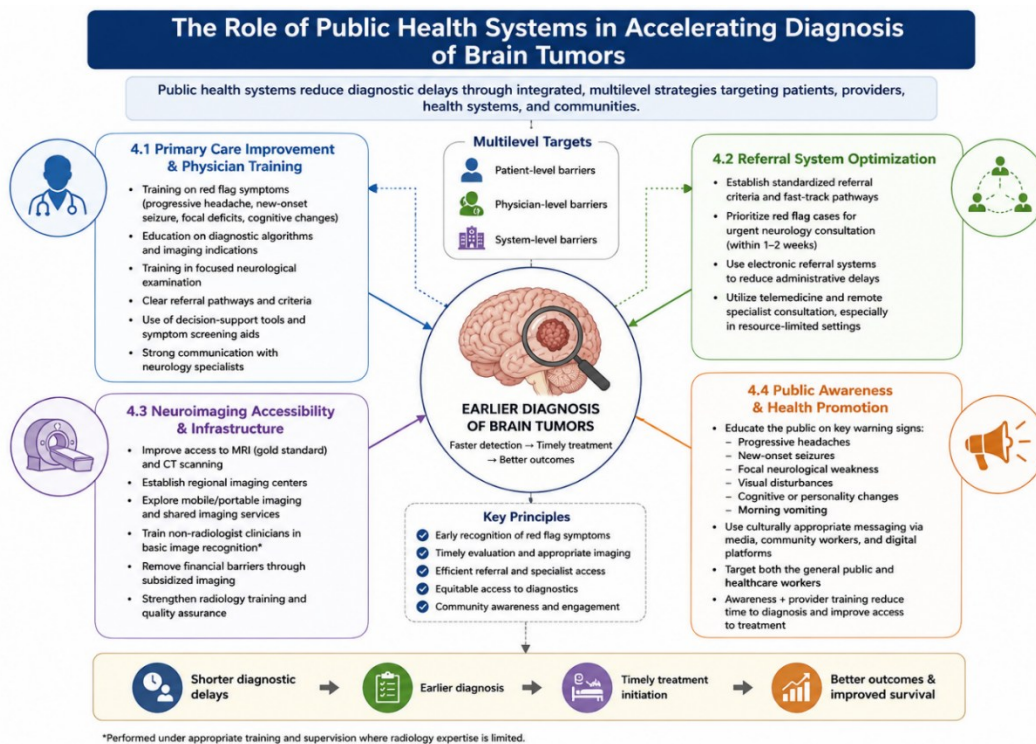 The Role of Public Health Systems in Accelerating Diagnosis
of Brain Tumors
Public health systems reduce diagnostic delays through integrated, multilevel strategies targeting patients, providers,
health systems, and communities.
4.1 Primary Care Improvement
& Physician Training
• Training on red flag symptoms
(progressive headache, new-onset
seizure, focal deficits, cognitive changes)
• Education on diagnostic algorithms
and imaging indications
• Training in focused neurological
examination
• Clear referral pathways and criteria
• Use of decision-support tools and
symptom screening aids
• Strong communication with
neurology specialists
Multilevel Targets
Patient-level barriers
Physician-level barriers
System-level barriers
4.2 Referral System Optimization
• Establish standardized referral
criteria and fast-track pathways
• Prioritize red flag cases for
urgent neurology consultation
(within 1–2 weeks)
• Use electronic referral systems
to reduce administrative delays
• Utilize telemedicine and remote
specialist consultation, especially
in resource-limited settings
EARLIER DIAGNOSIS
OF BRAIN TUMORS
Faster detection → Timely treatment
→ Better outcomes
4.3 Neuroimaging Accessibility
& Infrastructure
• Improve access to MRI (gold standard)
and CT scanning
• Establish regional imaging centers
• Explore mobile/portable imaging
and shared imaging services
• Train non-radiologist clinicians in
basic image recognition*
• Remove financial barriers through
subsidized imaging
• Strengthen radiology training and
quality assurance
Key Principles
Early recognition of red flag symptoms
Timely evaluation and appropriate imaging
Efficient referral and specialist access
Equitable access to diagnostics
Community awareness and engagement
4.4 Public Awareness
& Health Promotion
• Educate the public on key warning signs:
– Progressive headaches
– New-onset seizures
– Focal neurological weakness
– Visual disturbances
– Cognitive or personality changes
– Morning vomiting
• Use culturally appropriate messaging via
media, community workers, and digital
platforms
• Target both the general public and
healthcare workers
• Awareness + provider training reduce
time to diagnosis and improve access
to treatment
Shorter diagnostic
delays
Earlier diagnosis
Timely treatment
initiation
Better outcomes &
improved survival
*Performed under appropriate training and supervision where radiology expertise is limited.